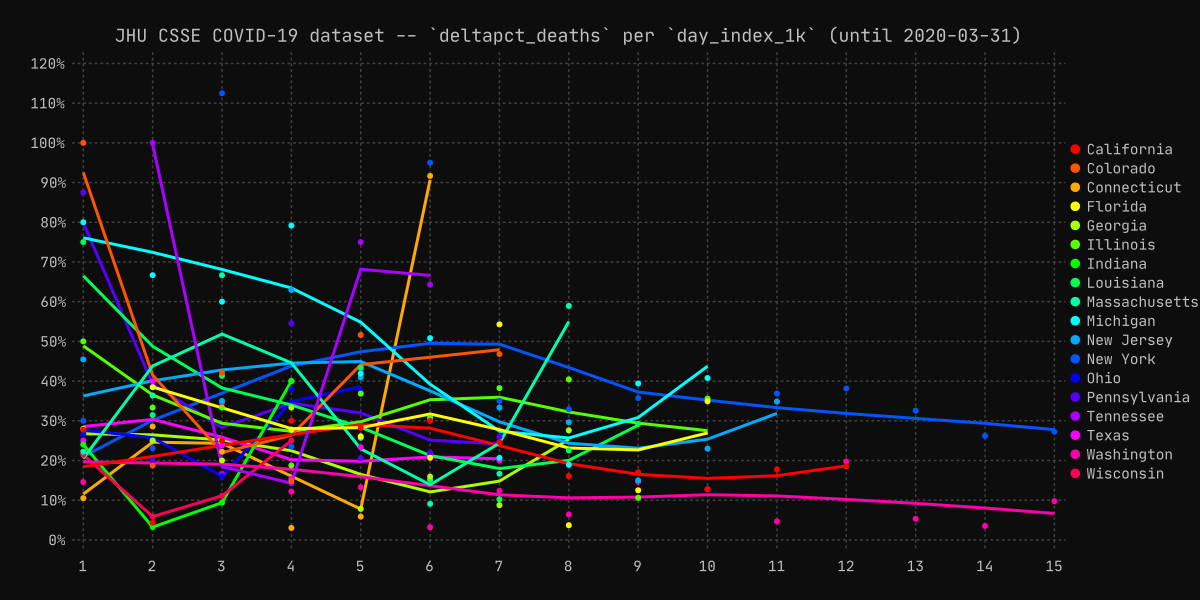 JHU CSSE COVID-19 dataset -- `deltapct_deaths` per `day_index_1k` (until 2020-03-31)
120%
110%
100%
90%
80%
70%
60%
50%
40%
30%
20%
10%
0%
1 2 3 4 5 6 7 8 9 10 11 12 13 14 15
California
Colorado
Connecticut
Florida
Georgia
Illinois
Indiana
Louisiana
Massachusetts
Michigan
New Jersey
New York
Ohio
Pennsylvania
Tennessee
Texas
Washington
Wisconsin